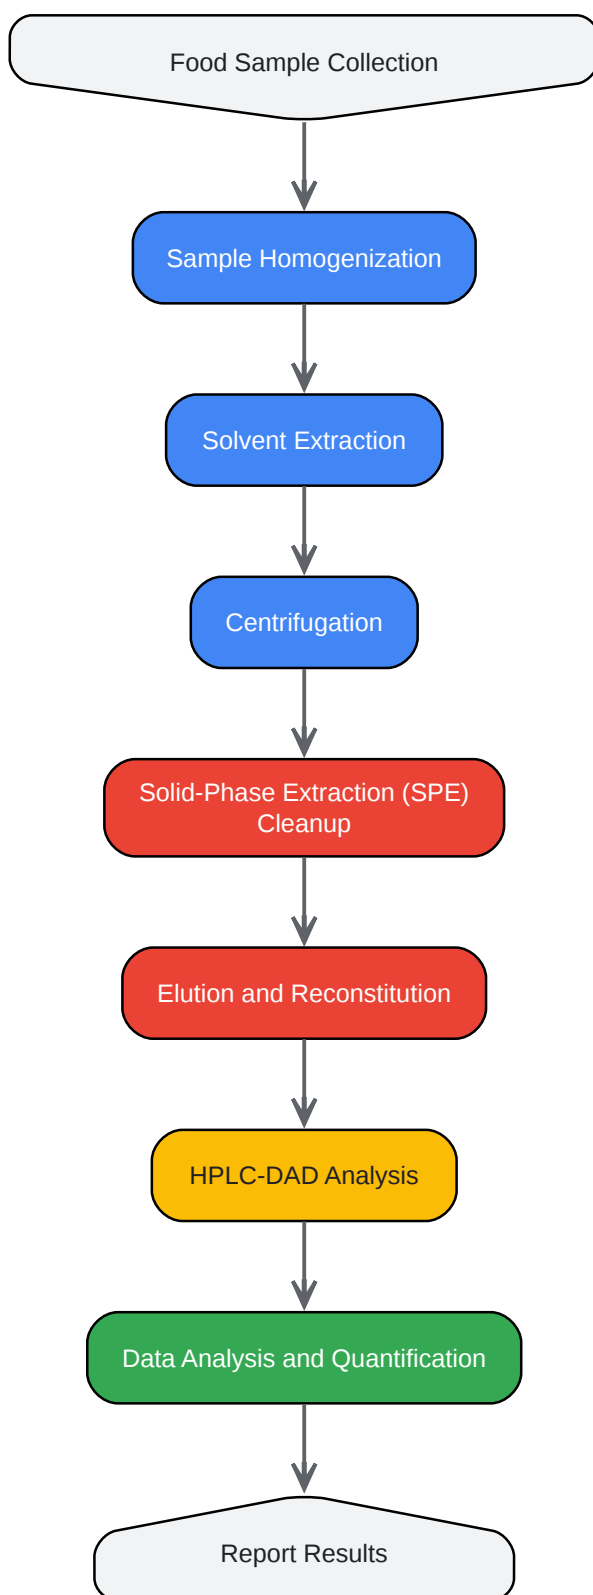 Food Sample Collection
Sample Homogenization
Solvent Extraction
Centrifugation
Solid-Phase Extraction (SPE)
Cleanup
Elution and Reconstitution
HPLC-DAD Analysis
Data Analysis and Quantification
Report Results